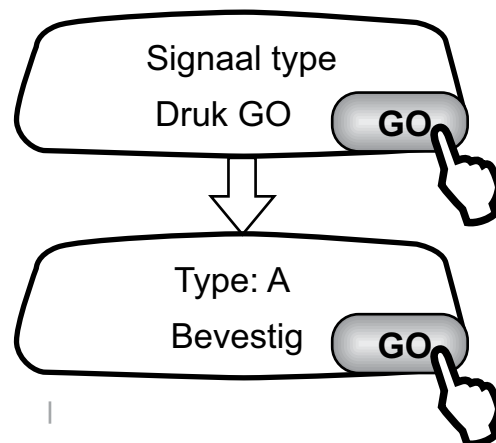 Signaal type
Druk GO
GO
Type: A
Bevestig
GO